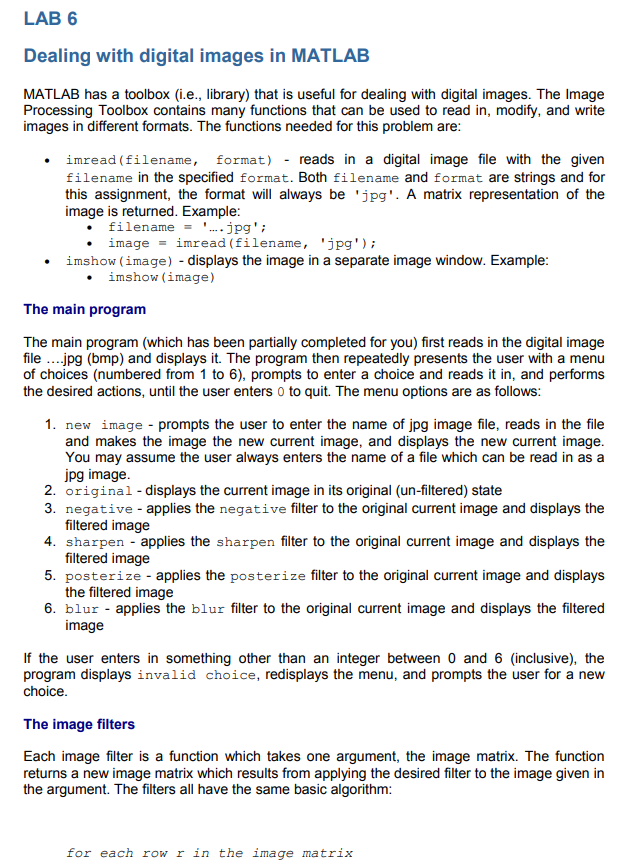 LAB 6
Dealing with digital images in MATLAB
MATLAB has a toolbox (i.e., library) that is useful for dealing with digital images. The Image
Processing Toolbox contains many functions that can be used to read in, modify, and write
images in different formats. The functions needed for this problem are:
• imread(filename, format) - reads in a digital image file with the given
filename in the specified format. Both filename and format are strings and for
this assignment, the format will always be 'jpg'. A matrix representation of the
image is returned. Example:
• filename = '….jpg';
• image = imread(filename, 'jpg');
• imshow(image) - displays the image in a separate image window. Example:
• imshow(image)
The main program
The main program (which has been partially completed for you) first reads in the digital image
file ….jpg (bmp) and displays it. The program then repeatedly presents the user with a menu
of choices (numbered from 1 to 6), prompts to enter a choice and reads it in, and performs
the desired actions, until the user enters 0 to quit. The menu options are as follows:
1. new image - prompts the user to enter the name of jpg image file, reads in the file
and makes the image the new current image, and displays the new current image.
You may assume the user always enters the name of a file which can be read in as a
jpg image.
2. original - displays the current image in its original (un-filtered) state
3. negative - applies the negative filter to the original current image and displays the
filtered image
4. sharpen - applies the sharpen filter to the original current image and displays the
filtered image
5. posterize - applies the posterize filter to the original current image and displays
the filtered image
6. blur - applies the blur filter to the original current image and displays the filtered
image
If the user enters in something other than an integer between 0 and 6 (inclusive), the
program displays invalid choice, redisplays the menu, and prompts the user for a new
choice.
The image filters
Each image filter is a function which takes one argument, the image matrix. The function
returns a new image matrix which results from applying the desired filter to the image given in
the argument. The filters all have the same basic algorithm:
for each row r in the image matrix